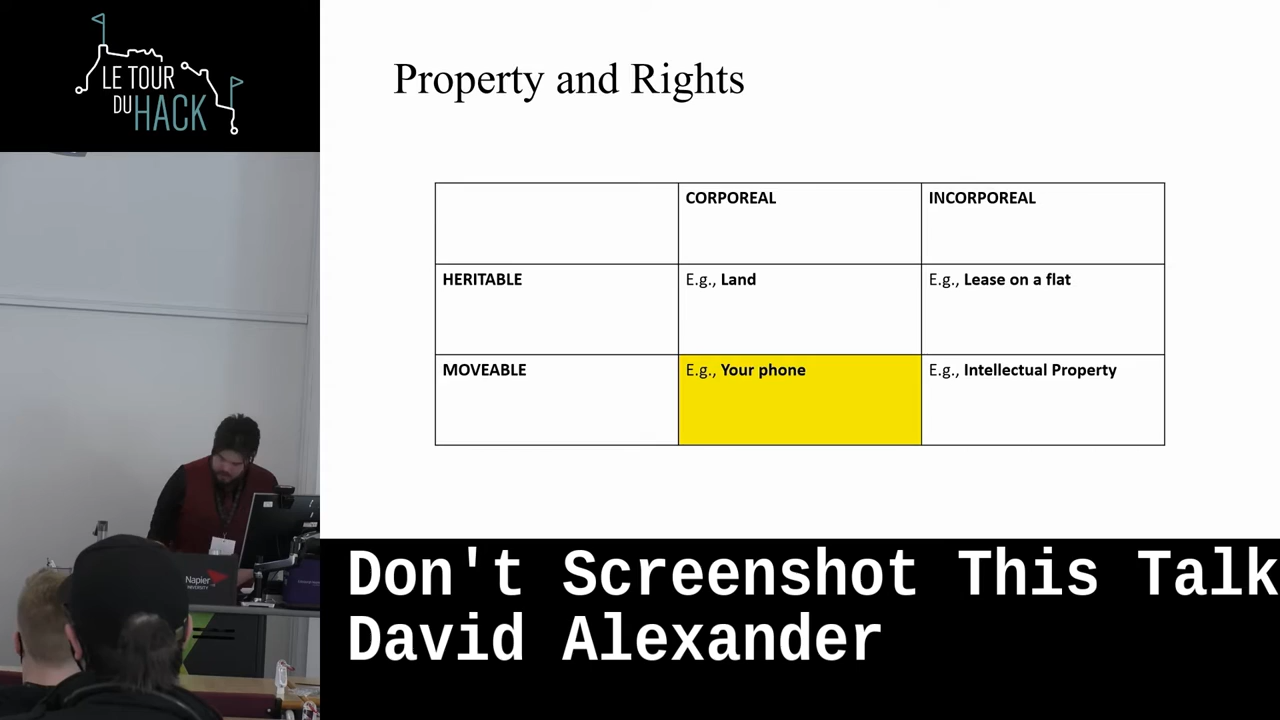 LE TOUR
DU HACK
Property and Rights
CORPOREAL
INCORPOREAL
HERITABLE
E.g., Land
E.g., Lease on a flat
MOVEABLE
E.g., Your phone
E.g., Intellectual Property
Napier
Don't Screenshot This Talk
David Alexander